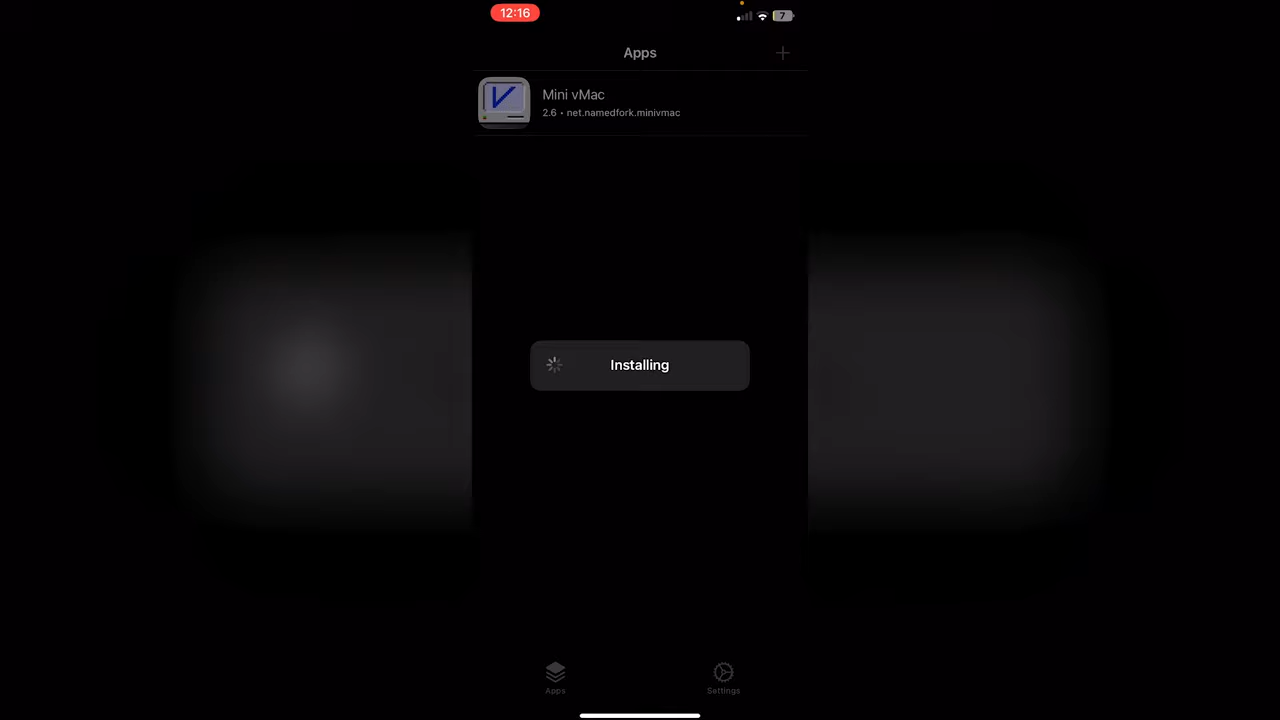 12:16
7
Apps
Mini vMac
2.6 • net.namedfork.minivmac
Installing
Apps
Settings